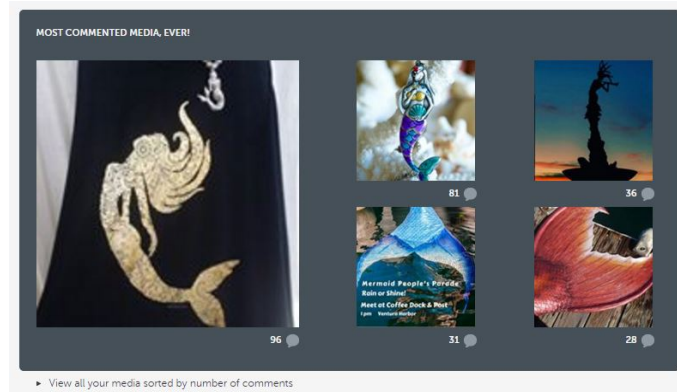 MOST COMMENTED MEDIA, EVER!
81
36
Mermaid People's Parade
Rain or Shine!
Meet at Coffee Dock & Post
1pm Ventura Harbor
96
31
28
View all your media sorted by number of comments